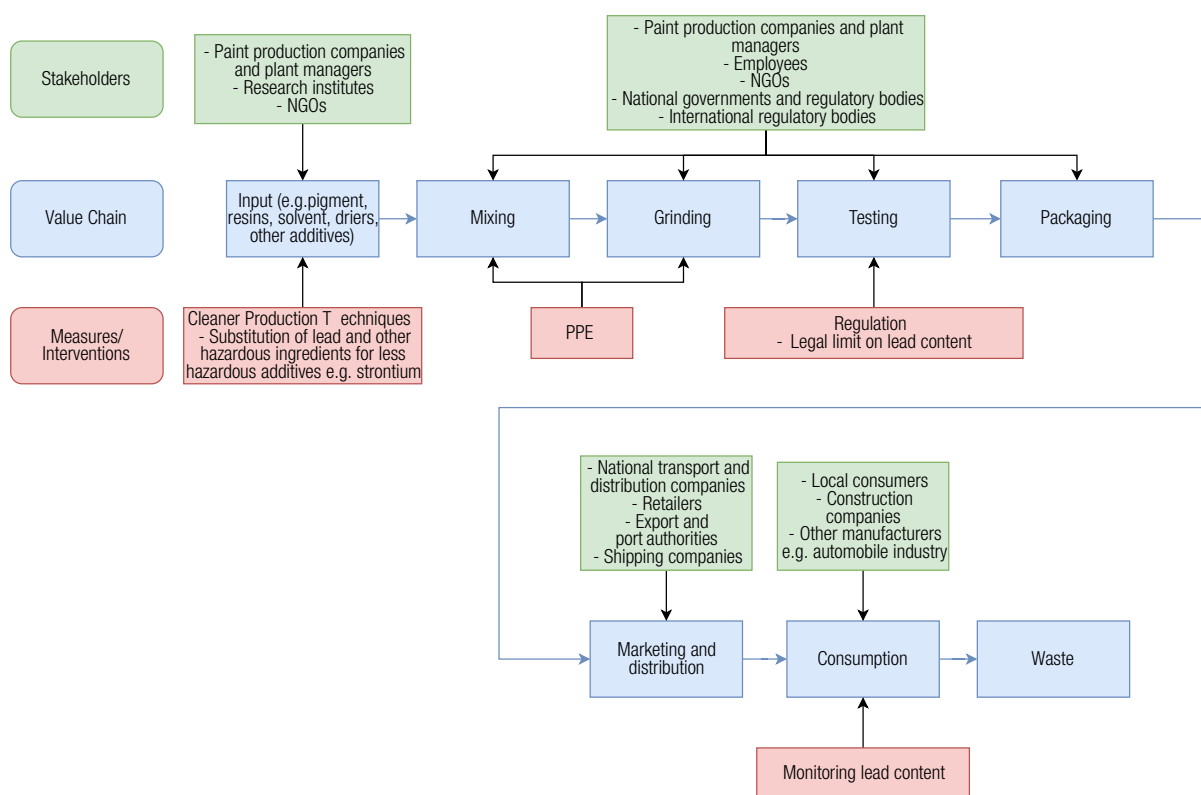 Stakeholders
- Paint production companies
and plant managers
- Research institutes
- NGOs
- Paint production companies and plant
managers
- Employees
- NGOs
- National governments and regulatory bodies
- International regulatory bodies
Value Chain
Input (e.g.pigment,
resins, solvent, driers,
other additives)
Mixing
Grinding
Testing
Packaging
Measures/
Interventions
Cleaner Production T echniques
- Substitution of lead and other
hazardous ingredients for less
hazardous additives e.g. strontium
PPE
Regulation
- Legal limit on lead content
- National transport and
distribution companies
- Retailers
- Export and
port authorities
- Shipping companies
- Local consumers
- Construction
companies
- Other manufacturers
e.g. automobile industry
Marketing and
distribution
Consumption
Waste
Monitoring lead content